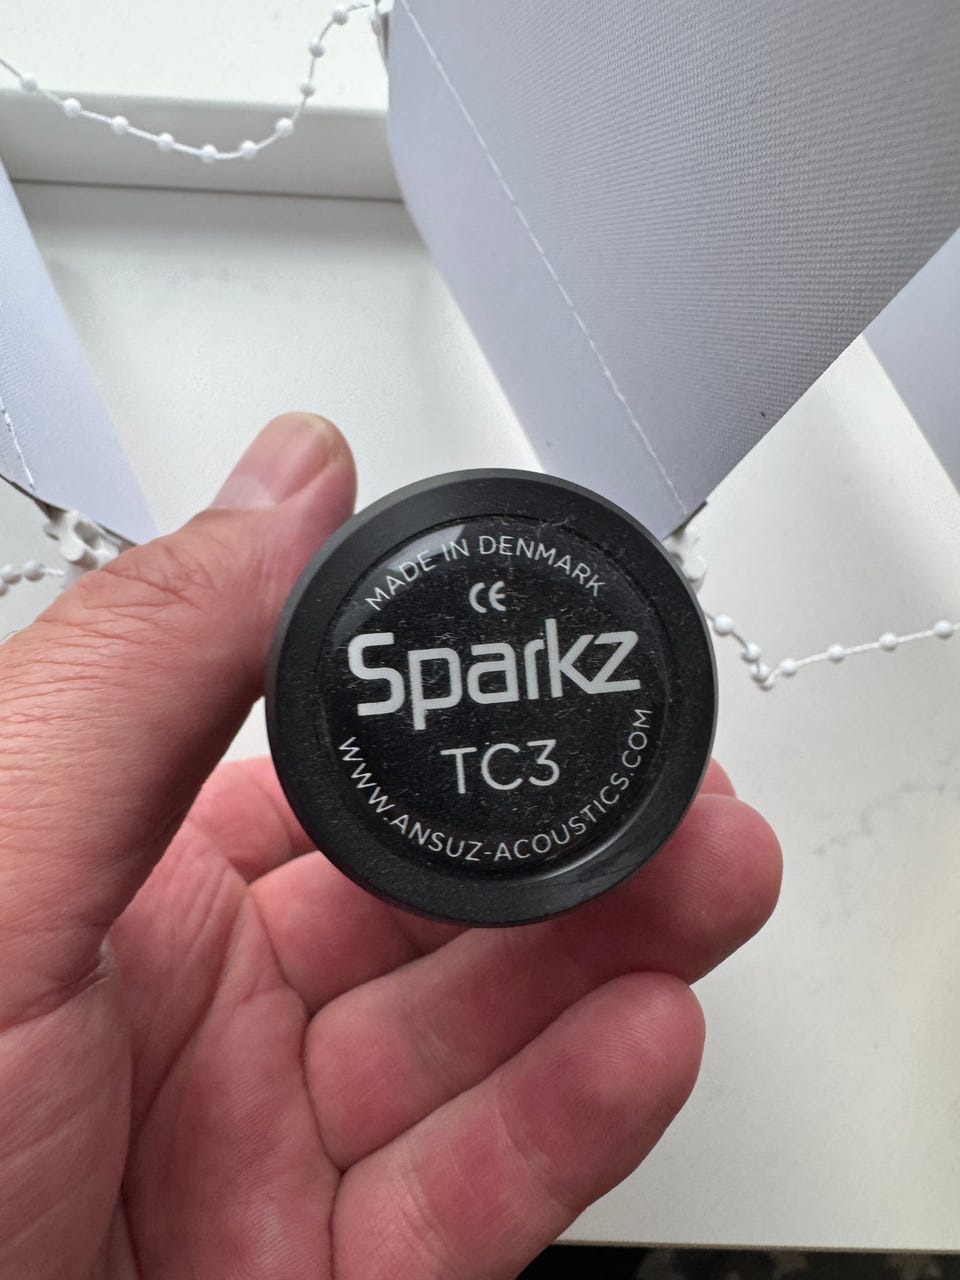 MADE IN DENMARK
CE
Sparkz
TC3
WWW.ANSUZ-ACOUSTICS.COM